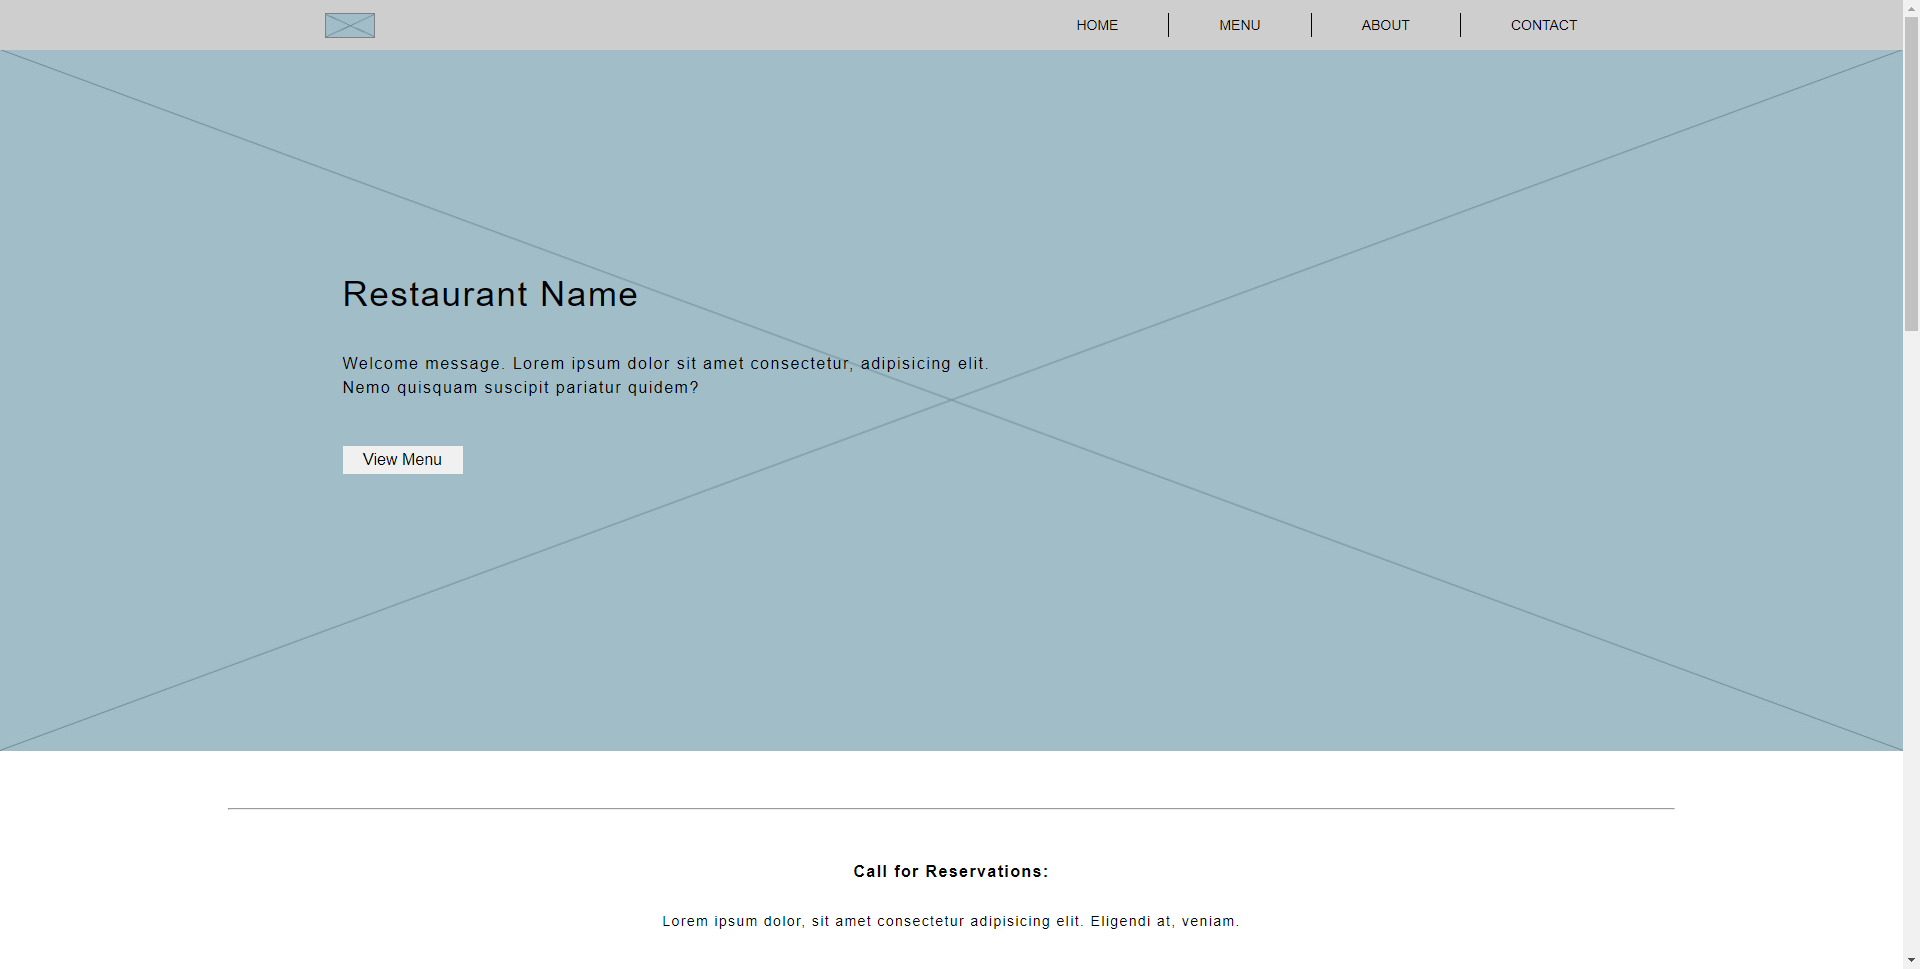 HOME
MENU
ABOUT
CONTACT
Restaurant Name
Welcome message. Lorem ipsum dolor sit amet consectetur, adipisicing elit.
Nemo quisquam suscipit pariatur quidem?
View Menu
Call for Reservations:
Lorem ipsum dolor, sit amet consectetur adipisicing elit. Eligendi at, veniam.